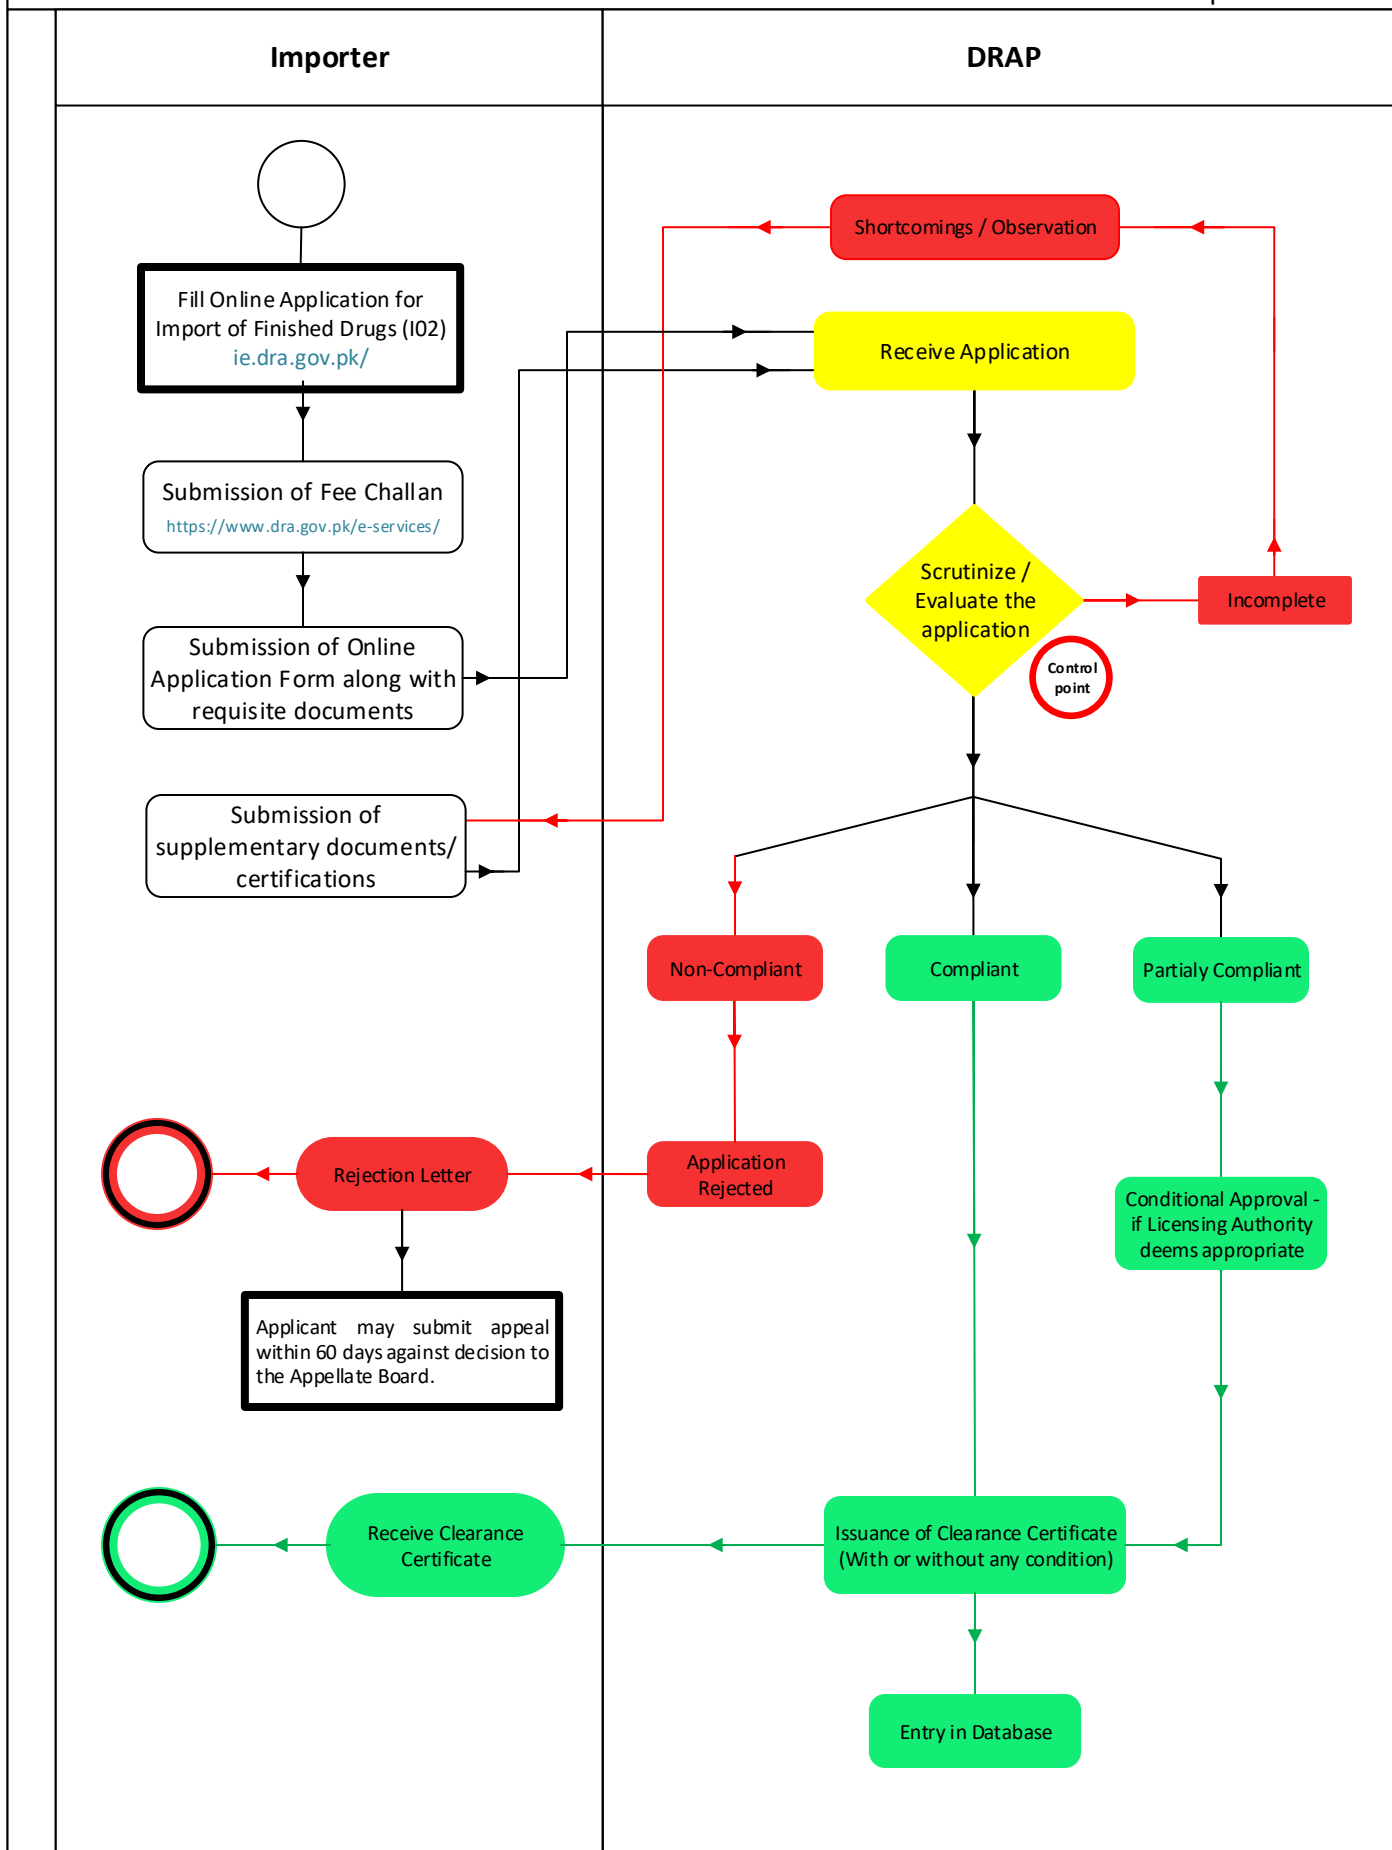 Importer
DRAP
Fill Online Application for
Import of Finished Drugs (I02)
ie.dra.gov.pk/
Submission of Fee Challan
https://www.dra.gov.pk/e-services/
Submission of Online
Application Form along with
requisite documents
Submission of
supplementary documents/
certifications
Shortcomings / Observation
Receive Application
Scrutinize /
Evaluate the
application
Incomplete
Control
point
Non-Compliant
Compliant
Partialy Compliant
Application
Rejected
Rejection Letter
Conditional Approval -
if Licensing Authority
deems appropriate
Applicant may submit appeal
within 60 days against decision to
the Appellate Board.
Issuance of Clearance Certificate
(With or without any condition)
Receive Clearance
Certificate
Entry in Database